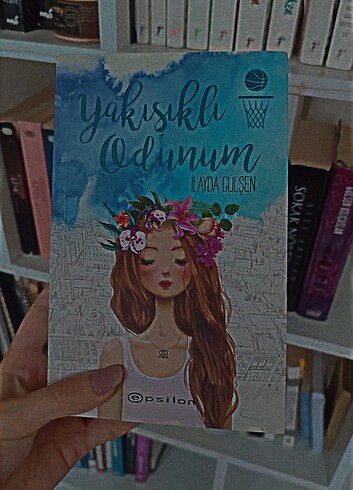 Yakışıklı
Odunum
İLAYDA GÜLŞEN
epsilon